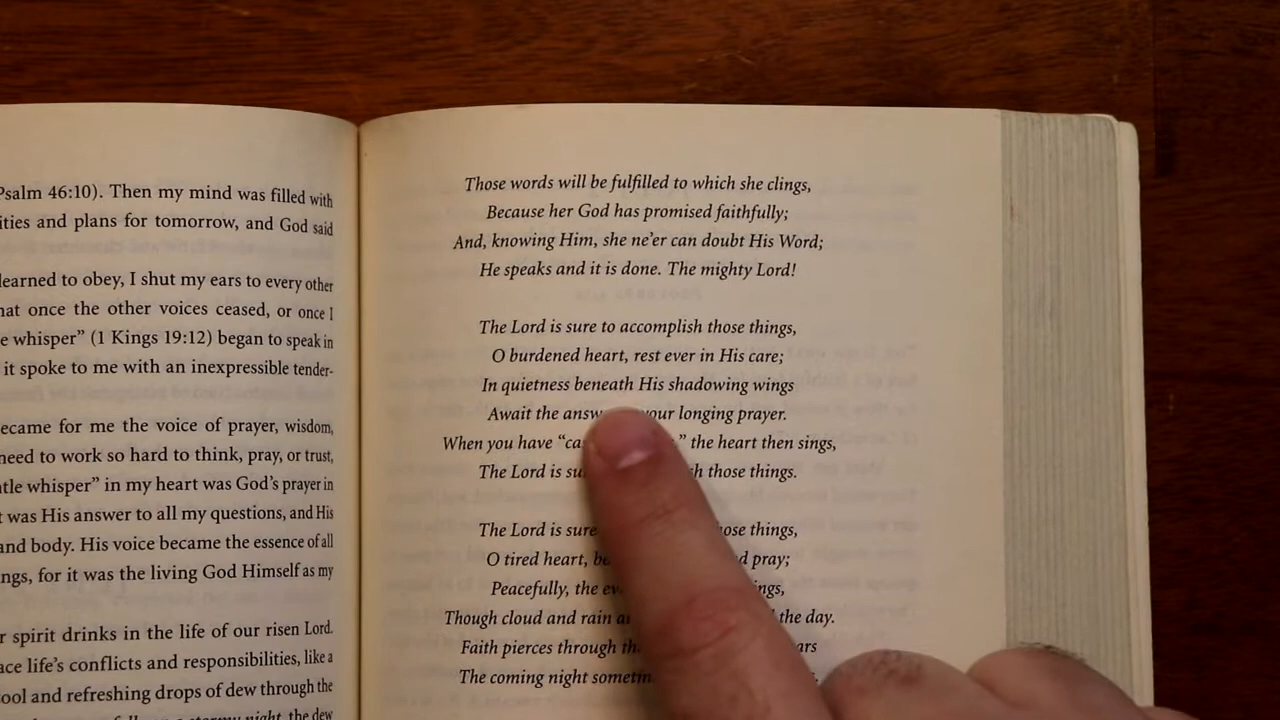 Psalm 46:10). Then my mind was filled with
ities and plans for tomorrow, and God said
learned to obey, I shut my ears to every other
hat once the other voices ceased, or once I
e whisper” (1 Kings 19:12) began to speak in
it spoke to me with an inexpressible tender-
ecame for me the voice of prayer, wisdom,
need to work so hard to think, pray, or trust,
tle whisper” in my heart was God’s prayer in
t was His answer to all my questions, and His
and body. His voice became the essence of all
ngs, for it was the living God Himself as my
r spirit drinks in the life of our risen Lord.
ace life’s conflicts and responsibilities, like a
ool and refreshing drops of dew through the
night, the dew
Those words will be fulfilled to which she clings,
Because her God has promised faithfully;
And, knowing Him, she ne’er can doubt His Word;
He speaks and it is done. The mighty Lord!
The Lord is sure to accomplish those things,
O burdened heart, rest ever in His care;
In quietness beneath His shadowing wings
Await the your longing prayer.
When you have “ ” the heart then sings,
The Lord is those things.
The Lord is sure those things,
O tired heart, pray;
Peacefully, the
Though cloud and rain the day.
Faith pierces through
The coming night